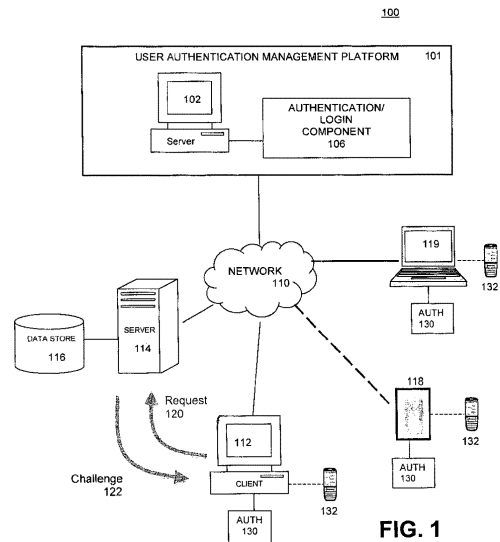 100
USER AUTHENTICATION MANAGEMENT PLATFORM 101
102
Server
AUTHENTICATION/
LOGIN
COMPONENT
106
NETWORK
110
119
132
AUTH
130
DATA STORE
116
SERVER
114
118
132
AUTH
130
Request
120
Challenge
122
112
CLIENT
132
AUTH
130
FIG. 1